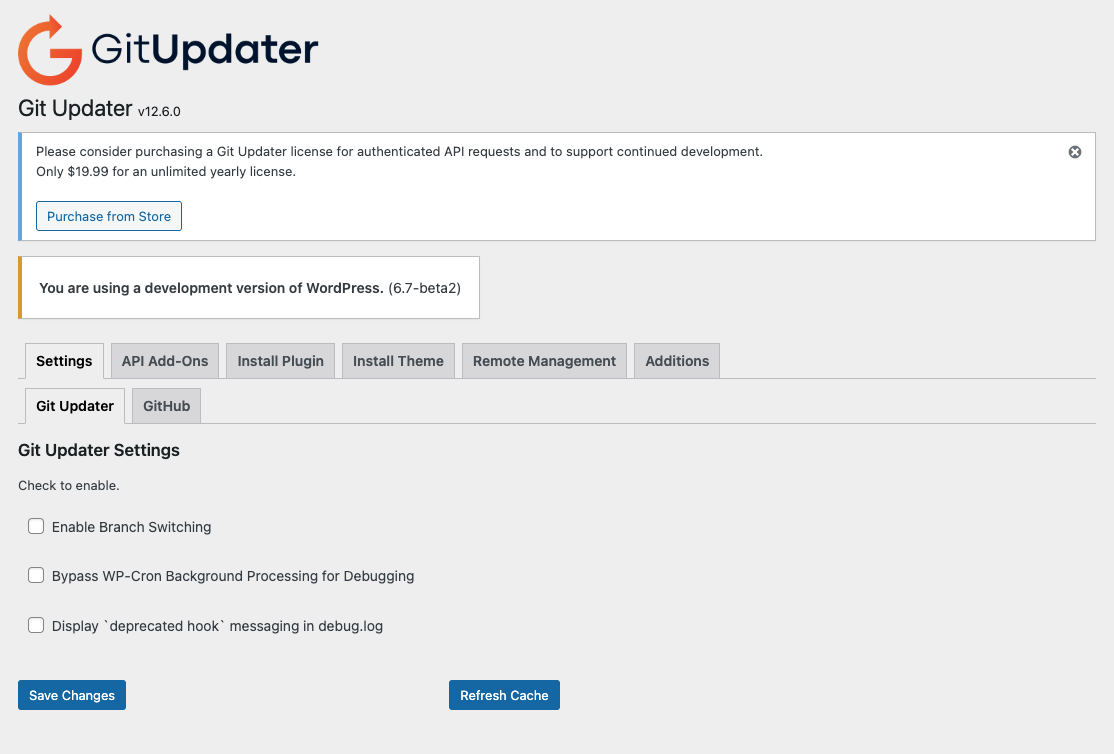 GitUpdater
Git Updater v12.6.0
Please consider purchasing a Git Updater license for authenticated API requests and to support continued development.
Only $19.99 for an unlimited yearly license.
Purchase from Store
You are using a development version of WordPress. (6.7-beta2)
Settings API Add-Ons Install Plugin Install Theme Remote Management Additions
Git Updater GitHub
Git Updater Settings
Check to enable.
Enable Branch Switching
Bypass WP-Cron Background Processing for Debugging
Display `deprecated hook` messaging in debug.log
Save Changes Refresh Cache